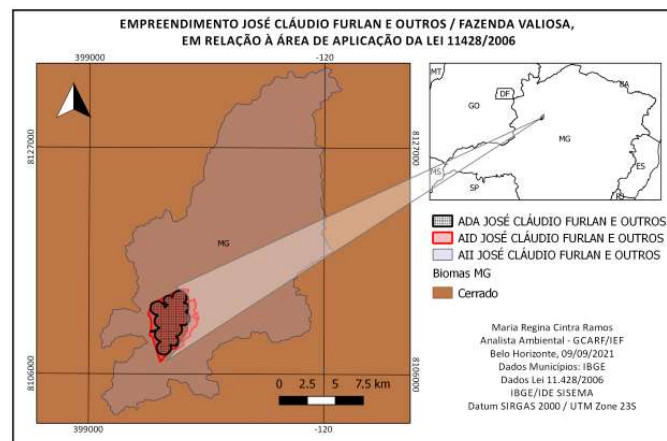 EMPREENDIMENTO JOSÉ CLÁUDIO FURLAN E OUTROS / FAZENDA VALIOSA,
EM RELAÇÃO À ÁREA DE APLICAÇÃO DA LEI 11428/2006
399000
-120
8127000
8127000
MG
8106000
8106000
0 2.5 5 7.5 km
399000
-120
MT
DF
BA
GO
MG
MS
ES
SP
RJ
ADA JOSÉ CLÁUDIO FURLAN E OUTROS
AID JOSÉ CLÁUDIO FURLAN E OUTROS
AII JOSÉ CLÁUDIO FURLAN E OUTROS
Biomas MG
Cerrado
Maria Regina Cintra Ramos
Analista Ambiental - GCARF/IEF
Belo Horizonte, 09/09/2021
Dados Municípios: IBGE
Dados Lei 11.428/2006
IBGE/IDE SISEMA
Datum SIRGAS 2000 / UTM Zone 23S